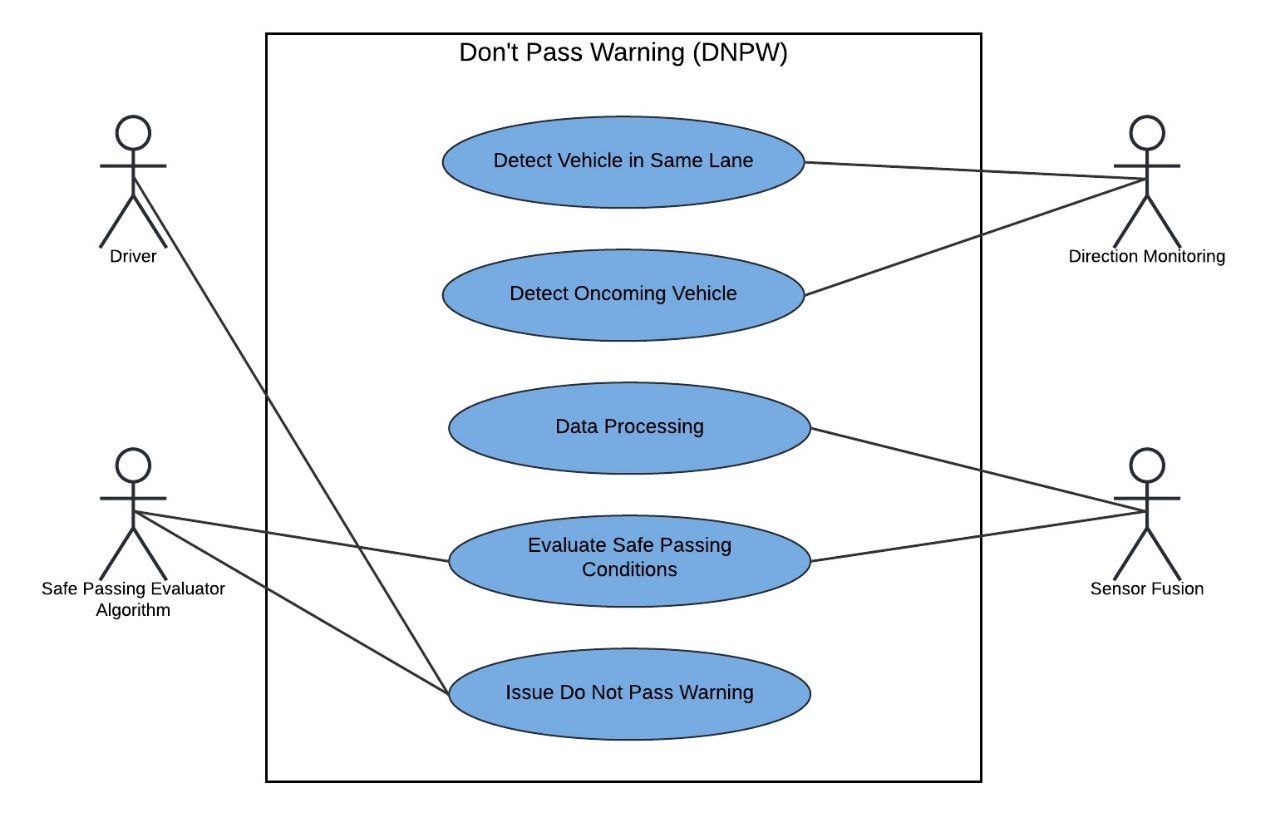 Don't Pass Warning (DNPW)
Detect Vehicle in Same Lane
Driver
Direction Monitoring
Detect Oncoming Vehicle
Data Processing
Evaluate Safe Passing
Conditions
Safe Passing Evaluator
Algorithm
Sensor Fusion
Issue Do Not Pass Warning